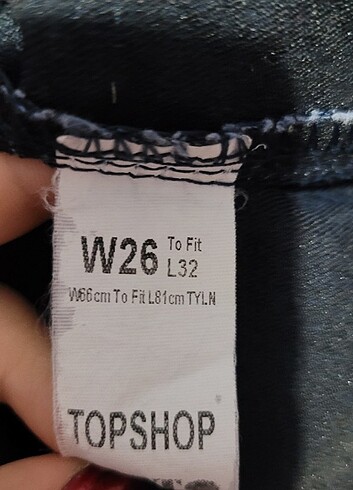 W26 To Fit
L32
W66cm To Fit L81cm TYLN
TOPSHOP